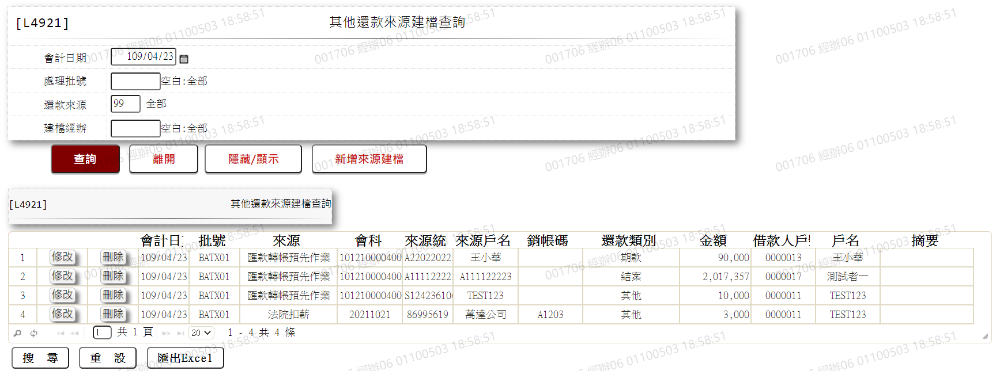 [L4921] 其他還款來源建檔查詢
會計日期 109/04/23
處理批號 空白:全部
還款來源 99 全部
建檔經辦 空白:全部
查詢 離開 隱藏/顯示 新增來源建檔
[L4921] 其他還款來源建檔查詢
會計日 批號 來源 會科 來源統 來源戶名 銷帳碼 還款類別 金額 借款人戶 戶名 摘要
1 修改 刪除 109/04/23 BATX01 匯款轉帳預先作業 101210000400 A22022022 王小華 期款 90,000 0000013 王小華
2 修改 刪除 109/04/23 BATX01 匯款轉帳預先作業 101210000400 A11112222 A111122223 結案 2,017,357 0000017 測試者一
3 修改 刪除 109/04/23 BATX01 匯款轉帳預先作業 101210000400 S12423610 TEST123 其他 10,000 0000011 TEST123
4 修改 刪除 109/04/23 BATX01 法院扣薪 20211021 86995619 萬達公司 A1203 其他 3,000 0000011 TEST123
1 共 1 頁 20 1 - 4 共 4 條
搜 尋 重 設 匯出Excel
001706 經辦06 01100503 18:58:51